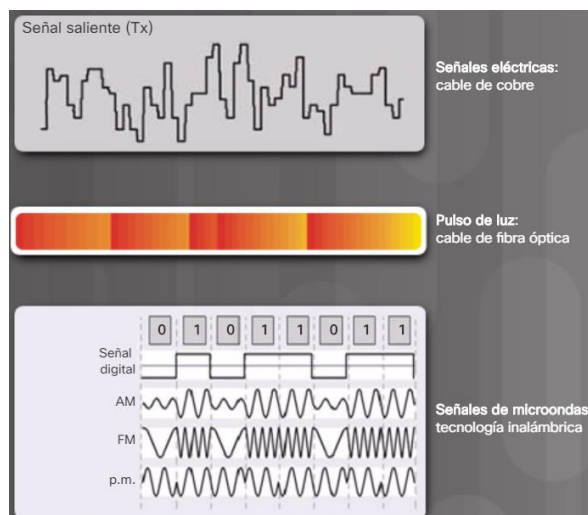 Señal saliente (Tx)
Señales eléctricas:
cable de cobre
Pulso de luz:
cable de fibra óptica
0 1 0 1 1 0 1 1
Señal
digital
AM
FM
p.m.
Señales de microondas:
tecnología inalámbrica